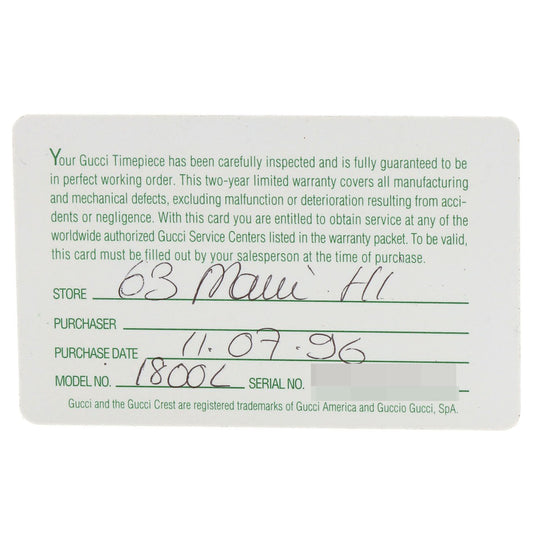 Your Gucci Timepiece has been carefully inspected and is fully guaranteed to be
in perfect working order. This two-year limited warranty covers all manufacturing
and mechanical defects, excluding malfunction or deterioration resulting from acci-
dents or negligence. With this card you are entitled to obtain service at any of the
worldwide authorized Gucci Service Centers listed in the warranty packet. To be valid,
this card must be filled out by your salesperson at the time of purchase.
STORE 63 Maui HI
PURCHASER
PURCHASE DATE 11.07.96
MODEL NO. 1800L SERIAL NO.
Gucci and the Gucci Crest are registered trademarks of Gucci America and Guccio Gucci, SpA.